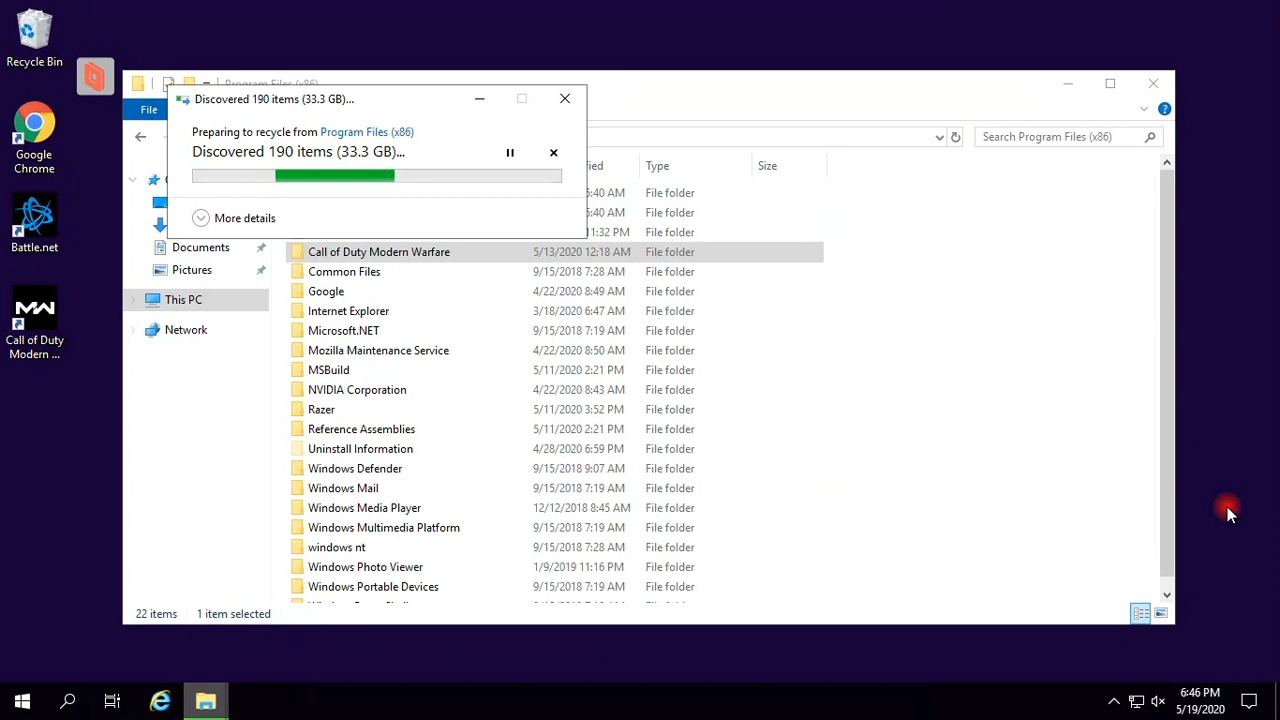 Recycle Bin
Google
Chrome
Battle.net
Call of Duty
Modern ...
Program Files (x86)
File
Discovered 190 items (33.3 GB)...
Preparing to recycle from Program Files (x86)
Discovered 190 items (33.3 GB)...
More details
Search Program Files (x86)
Type
Size
File folder
File folder
11:32 PM File folder
Documents
Pictures
This PC
Network
Call of Duty Modern Warfare 5/13/2020 12:18 AM File folder
Common Files 9/15/2018 7:28 AM File folder
Google 4/22/2020 8:49 AM File folder
Internet Explorer 3/18/2020 6:47 AM File folder
Microsoft.NET 9/15/2018 7:19 AM File folder
Mozilla Maintenance Service 4/22/2020 8:50 AM File folder
MSBuild 5/11/2020 2:21 PM File folder
NVIDIA Corporation 4/22/2020 8:43 AM File folder
Razer 5/11/2020 3:52 PM File folder
Reference Assemblies 5/11/2020 2:21 PM File folder
Uninstall Information 4/28/2020 6:59 PM File folder
Windows Defender 9/15/2018 9:07 AM File folder
Windows Mail 9/15/2018 7:19 AM File folder
Windows Media Player 12/12/2018 8:45 AM File folder
Windows Multimedia Platform 9/15/2018 7:19 AM File folder
windows nt 9/15/2018 7:28 AM File folder
Windows Photo Viewer 1/9/2019 11:16 PM File folder
Windows Portable Devices 9/15/2018 7:19 AM File folder
22 items 1 item selected
6:46 PM
5/19/2020